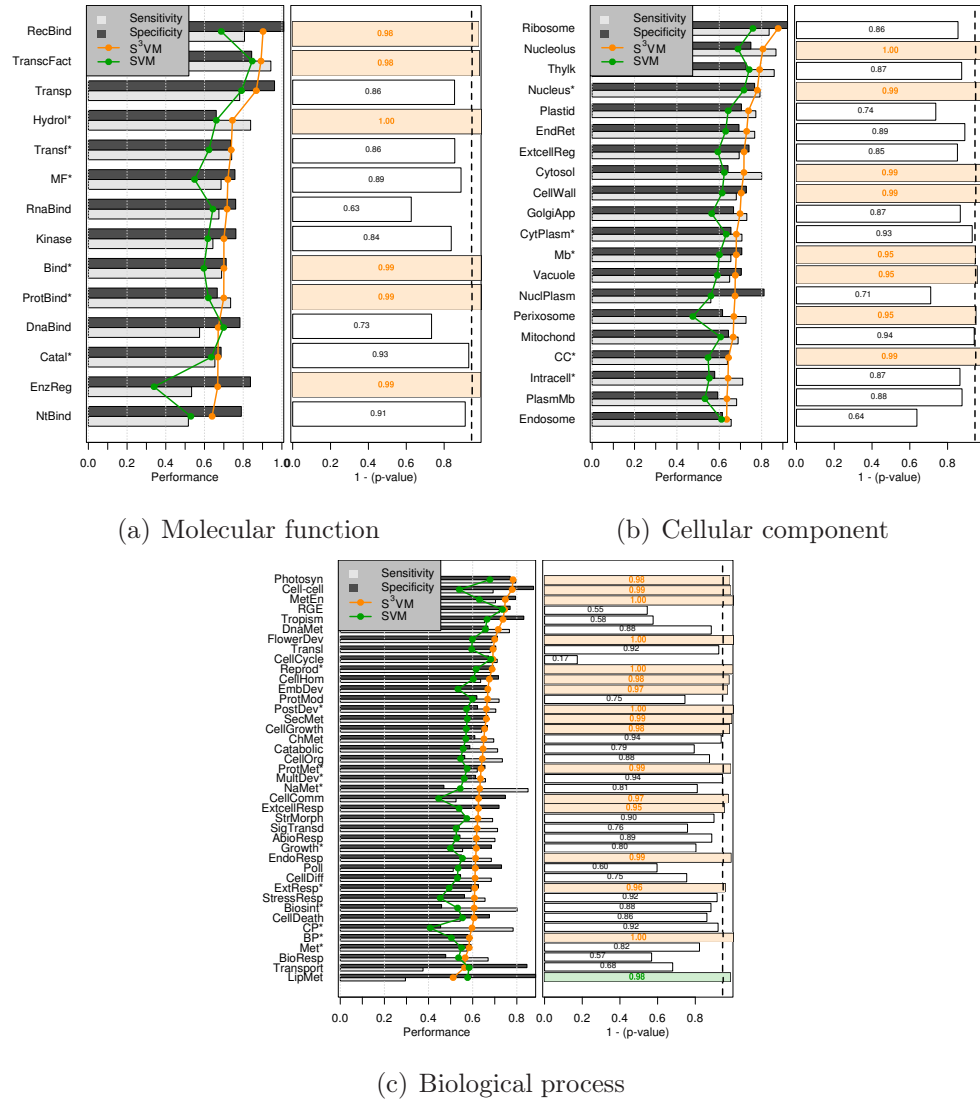 Sensitivity
Specificity
S³VM
SVM
RecBind
TranscFact
Transp
Hydrol*
Transf*
MF*
RnaBind
Kinase
Bind*
ProtBind*
DnaBind
Catal*
EnzReg
NtBind
0.98
0.98
0.86
1.00
0.86
0.89
0.63
0.84
0.99
0.99
0.73
0.93
0.99
0.91
0.0 0.2 0.4 0.6 0.8 1.0
Performance
0.0 0.2 0.4 0.6 0.8 1.0
1 - (p-value)
(a) Molecular function
Sensitivity
Specificity
S³VM
SVM
Ribosome
Nucleolus
Thylk
Nucleus*
Plastid
EndRet
ExtcellReg
Cytosol
CellWall
GolgiApp
CytPlasm*
Mb*
Vacuole
NuclPlasm
Perixosome
Mitochond
CC*
Intracell*
PlasmMb
Endosome
0.86
1.00
0.87
0.99
0.74
0.89
0.85
0.99
0.99
0.87
0.93
0.95
0.95
0.71
0.95
0.94
0.99
0.87
0.88
0.64
0.0 0.2 0.4 0.6 0.8
Performance
0.0 0.2 0.4 0.6 0.8 1.0
1 - (p-value)
(b) Cellular component
Sensitivity
Specificity
S³VM
SVM
Photosyn
Cell-cell
MetEn
RGE
Tropism
DnaMet
FlowerDev
Transl
CellCycle
Reprod*
CellHom
EmbDev
ProtMod
PostDev*
SecMet
CellGrowth
ChMet
Catabolic
CellOrg
ProtMet*
MultDev*
NaMet*
CellComm
ExtcellResp
StrMorph
SigTransd
AbioResp
Growth*
EndoResp
Poll
CellDiff
ExtResp*
StressResp
Biosint*
CellDeath
CP*
BP*
Met*
BioResp
Transport
LipMet
0.98
0.99
1.00
0.55
0.58
0.88
1.00
0.92
0.17
1.00
0.98
0.97
0.75
1.00
0.99
0.98
0.94
0.79
0.88
0.99
0.94
0.81
0.97
0.95
0.90
0.76
0.89
0.80
0.99
0.60
0.75
0.96
0.92
0.88
0.86
0.92
1.00
0.82
0.57
0.68
0.98
0.0 0.2 0.4 0.6 0.8
Performance
0.0 0.2 0.4 0.6 0.8 1.0
1 - (p-value)
(c) Biological process